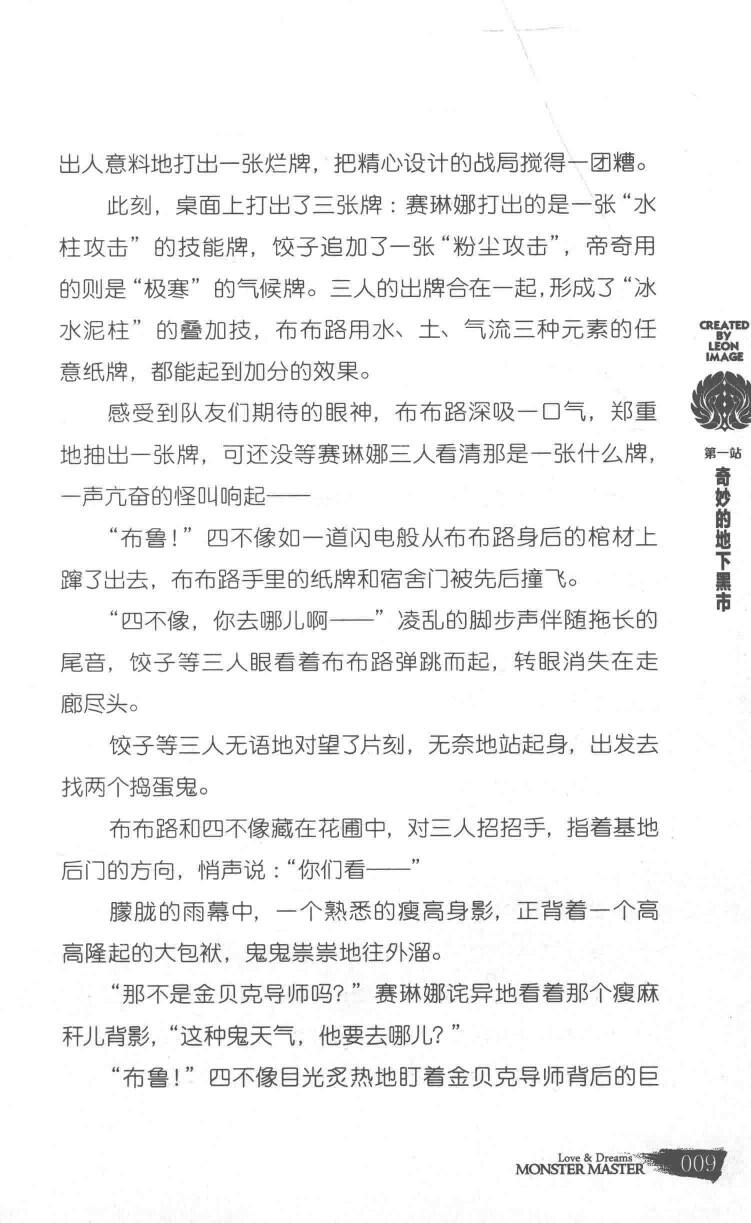 出人意料地打出一张烂牌，把精心设计的战局搅得一团糟。
此刻，桌面上打出了三张牌：赛琳娜打出的是一张“水
柱攻击”的技能牌，饺子追加了一张“粉尘攻击”，帝奇用
的则是“极寒”的气候牌。三人的出牌合在一起，形成了“冰
水泥柱”的叠加技，布布路用水、土、气流三种元素的任
意纸牌，都能起到加分的效果。
感受到队友们期待的眼神，布布路深吸一口气，郑重
地抽出一张牌，可还没等赛琳娜三人看清那是一张什么牌，
一声亢奋的怪叫响起——
“布鲁！”四不像如一道闪电般从布布路身后的棺材上
蹿了出去，布布路手里的纸牌和宿舍门被先后撞飞。
“四不像，你去哪儿啊——”凌乱的脚步声伴随拖长的
尾音，饺子等三人眼看着布布路弹跳而起，转眼消失在走
廊尽头。
饺子等三人无语地对望了片刻，无奈地站起身，出发去
找两个捣蛋鬼。
布布路和四不像藏在花圃中，对三人招招手，指着基地
后门的方向，悄声说：“你们看——”
朦胧的雨幕中，一个熟悉的瘦高身影，正背着一个高
高隆起的大包袱，鬼鬼祟祟地往外溜。
“那不是金贝克导师吗？”赛琳娜诧异地看着那个瘦麻
秆儿背影，“这种鬼天气，他要去哪儿？”
“布鲁！”四不像目光炙热地盯着金贝克导师背后的巨
CREATED
BY
LEON
IMAGE
第一站
奇妙的地下黑市
Love & Dreams
MONSTER MASTER
009